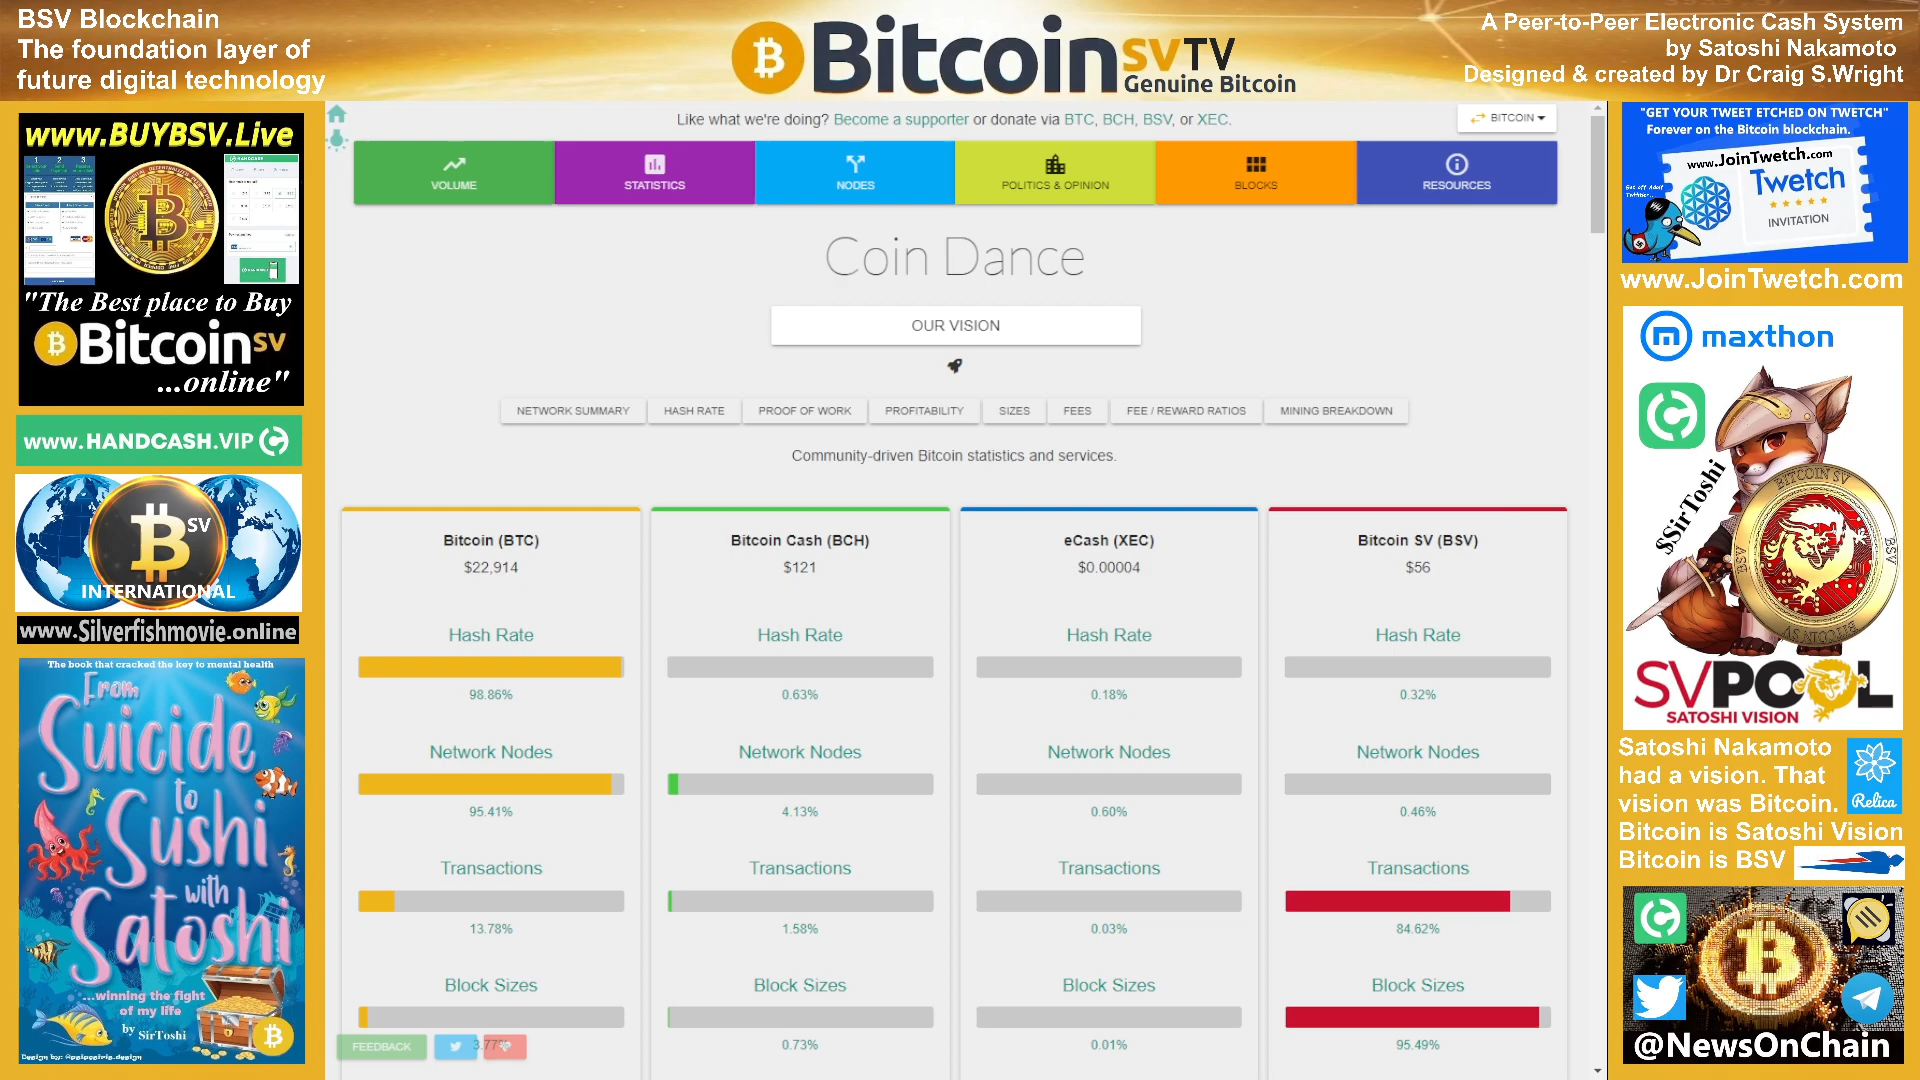 BSV Blockchain
The foundation layer of
future digital technology
Bitcoin SVTV
Genuine Bitcoin
A Peer-to-Peer Electronic Cash System
by Satoshi Nakamoto
Designed & created by Dr Craig S.Wright
www.BUYBSV.Live
"The Best place to Buy
Bitcoin SV
...online"
www.HANDCASH.VIP
SV
INTERNATIONAL
www.Silverfishmovie.online
The book that cracked the key to mental health
From
Suicide
to
Sushi
with
Satoshi
...winning the fight
of my life
by SirToshi
Like what we're doing? Become a supporter or donate via BTC, BCH, BSV, or XEC.
BITCOIN
VOLUME
STATISTICS
NODES
POLITICS & OPINION
BLOCKS
RESOURCES
Coin Dance
OUR VISION
NETWORK SUMMARY
HASH RATE
PROOF OF WORK
PROFITABILITY
SIZES
FEES
FEE / REWARD RATIOS
MINING BREAKDOWN
Community-driven Bitcoin statistics and services.
Bitcoin (BTC)
$22,914
Hash Rate
98.86%
Network Nodes
95.41%
Transactions
13.78%
Block Sizes
3.77%
FEEDBACK
Bitcoin Cash (BCH)
$121
Hash Rate
0.63%
Network Nodes
4.13%
Transactions
1.58%
Block Sizes
0.73%
eCash (XEC)
$0.00004
Hash Rate
0.18%
Network Nodes
0.60%
Transactions
0.03%
Block Sizes
0.01%
Bitcoin SV (BSV)
$56
Hash Rate
0.32%
Network Nodes
0.46%
Transactions
84.62%
Block Sizes
95.49%
"GET YOUR TWEET ETCHED ON TWETCH"
Forever on the Bitcoin blockchain.
www.JoinTwetch.com
Twetch
INVITATION
www.JoinTwetch.com
maxthon
$SirToshi
BITCOIN SV
BSV
BSV
SVPOOL
SATOSHI VISION
Satoshi Nakamoto
had a vision. That
vision was Bitcoin.
Relica
Bitcoin is Satoshi Vision
Bitcoin is BSV
@NewsOnChain